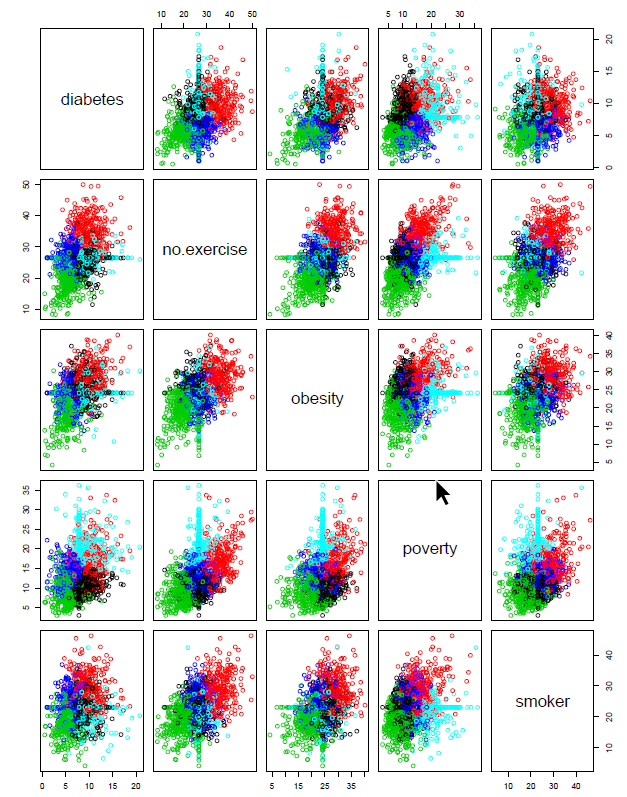 10 20 30 40 50
5 10 20 30
diabetes
0 5 10 15 20
10 20 30 40 50
no.exercise
obesity
5 10 15 20 25 30 35 40
5 10 15 20 25 30 35
poverty
smoker
10 20 30 40
0 5 10 15 20
5 15 25 35
10 20 30 40